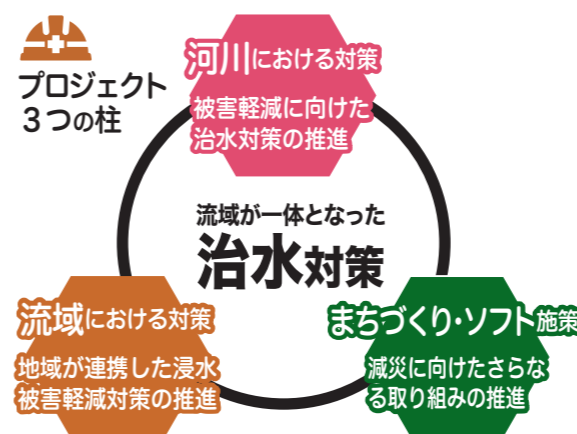 プロジェクト
3つの柱
河川における対策
被害軽減に向けた
治水対策の推進
流域が一体となった
治水対策
流域における対策
地域が連携した浸水
被害軽減対策の推進
まちづくり・ソフト施策
減災に向けたさらな
る取り組みの推進